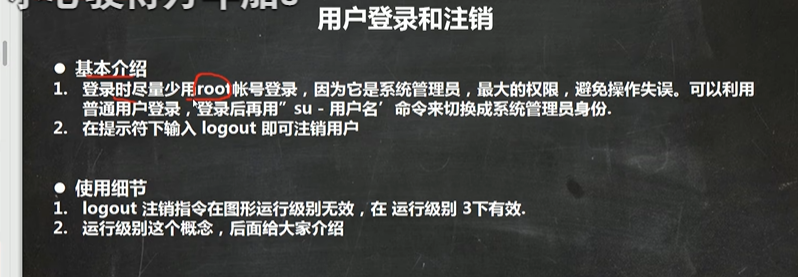 用户登录和注销
● 基本介绍
1. 登录时尽量少用root帐号登录，因为它是系统管理员，最大的权限，避免操作失误。可以利用
普通用户登录，登录后再用”su - 用户名’命令来切换成系统管理员身份.
2. 在提示符下输入 logout 即可注销用户
● 使用细节
1. logout 注销指令在图形运行级别无效，在 运行级别 3下有效.
2. 运行级别这个概念，后面给大家介绍